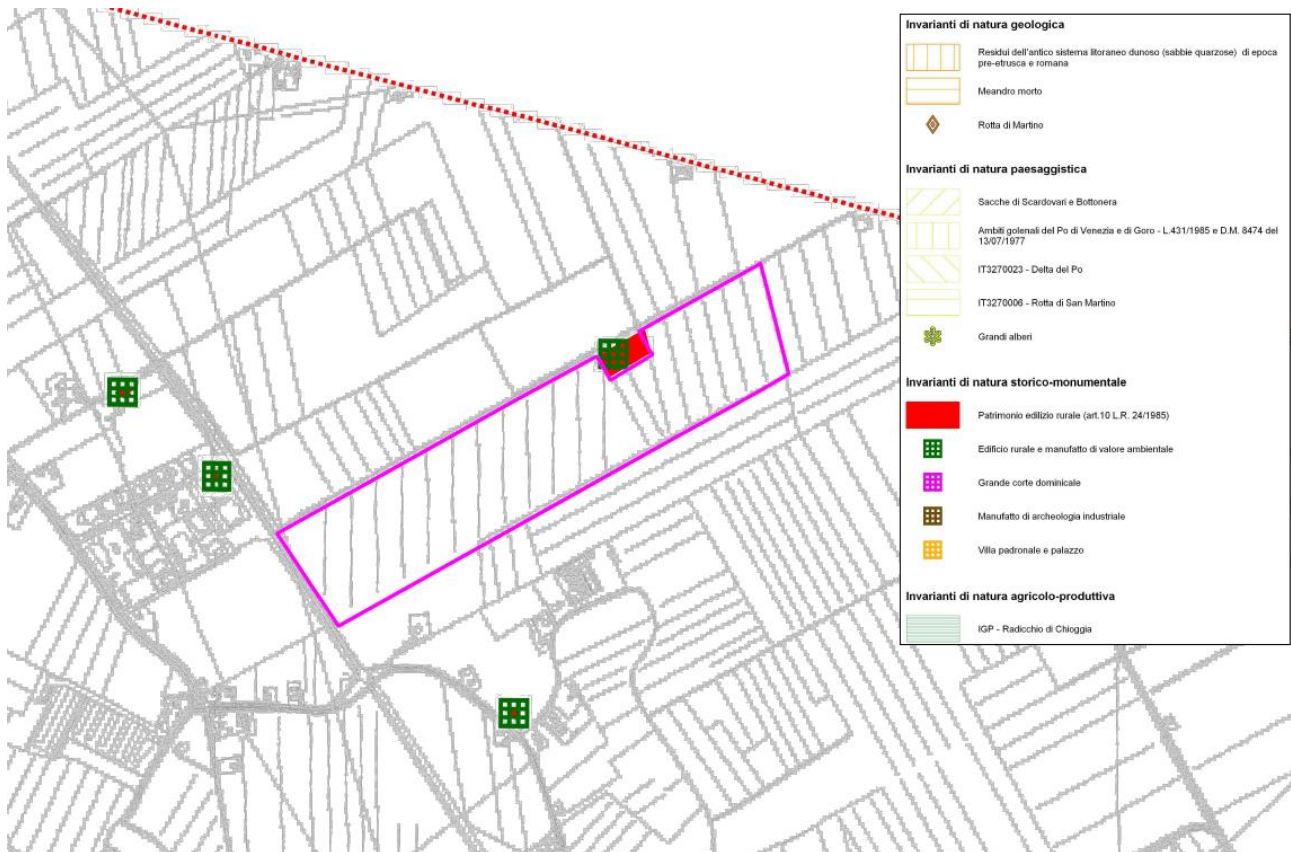 Invarianti di natura geologica
Residui dell'antico sistema litoraneo dunoso (sabbie quarzose) di epoca
pre-etrusca e romana
Meandro morto
Rotta di Martino
Invarianti di natura paesaggistica
Sacche di Scardovari e Bottonera
Ambiti golenali del Po di Venezia e di Goro - L.431/1985 e D.M. 8474 del
13/07/1977
IT3270023 - Delta del Po
IT3270006 - Rotta di San Martino
Grandi alberi
Invarianti di natura storico-monumentale
Patrimonio edilizio rurale (art.10 L.R. 24/1985)
Edificio rurale e manufatto di valore ambientale
Grande corte dominicale
Manufatto di archeologia industriale
Villa padronale e palazzo
Invarianti di natura agricolo-produttiva
IGP - Radicchio di Chioggia